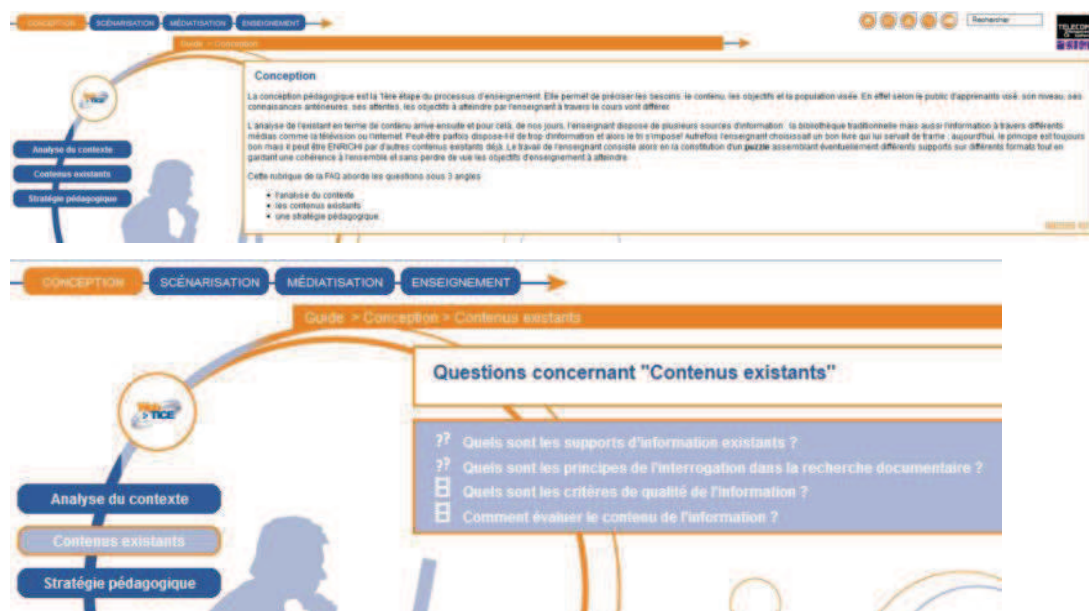 CONCEPTION SCÉNARISATION MÉDIATISATION ENSEIGNEMENT
Rechercher
TELECOM
Guide > Conception
Conception
La conception pédagogique est la 1ère étape du processus d'enseignement. Elle permet de préciser les besoins, le contenu, les objectifs et la population visée. En effet selon le public d'apprenants visé, son niveau, ses
connaissances antérieures, ses attentes, les objectifs à atteindre par l'enseignant à travers le cours vont différer.
L'analyse de l'existant en terme de contenu arrive ensuite et pour celà, de nos jours, l'enseignant dispose de plusieurs sources d'information : la bibliothèque traditionnelle mais aussi l'information à travers différents
médias comme la télévision ou l'internet. Peut-être parfois dispose-t-il de trop d'information et alors le tri s'impose! Autrefois l'enseignant choisissait un bon livre qui lui servait de trame ; aujourd'hui, le principe est toujours
bon mais il peut être ENRICHI par d'autres contenus existants déjà. Le travail de l'enseignant consiste alors en la constitution d'un puzzle assemblant éventuellement différents supports sur différents formats tout en
gardant une cohérence à l'ensemble et sans perdre de vue les objectifs d'enseignement à atteindre.
Cette rubrique de la FAQ aborde les questions sous 3 angles
• l'analyse du contexte
• les contenus existants
• une stratégie pédagogique
TICE
Analyse du contexte
Contenus existants
Stratégie pédagogique
CONCEPTION SCÉNARISATION MÉDIATISATION ENSEIGNEMENT
Guide > Conception > Contenus existants
Questions concernant "Contenus existants"
?? Quels sont les supports d'information existants ?
?? Quels sont les principes de l'interrogation dans la recherche documentaire ?
Quels sont les critères de qualité de l'information ?
Comment évaluer le contenu de l'information ?
TICE
Analyse du contexte
Contenus existants
Stratégie pédagogique